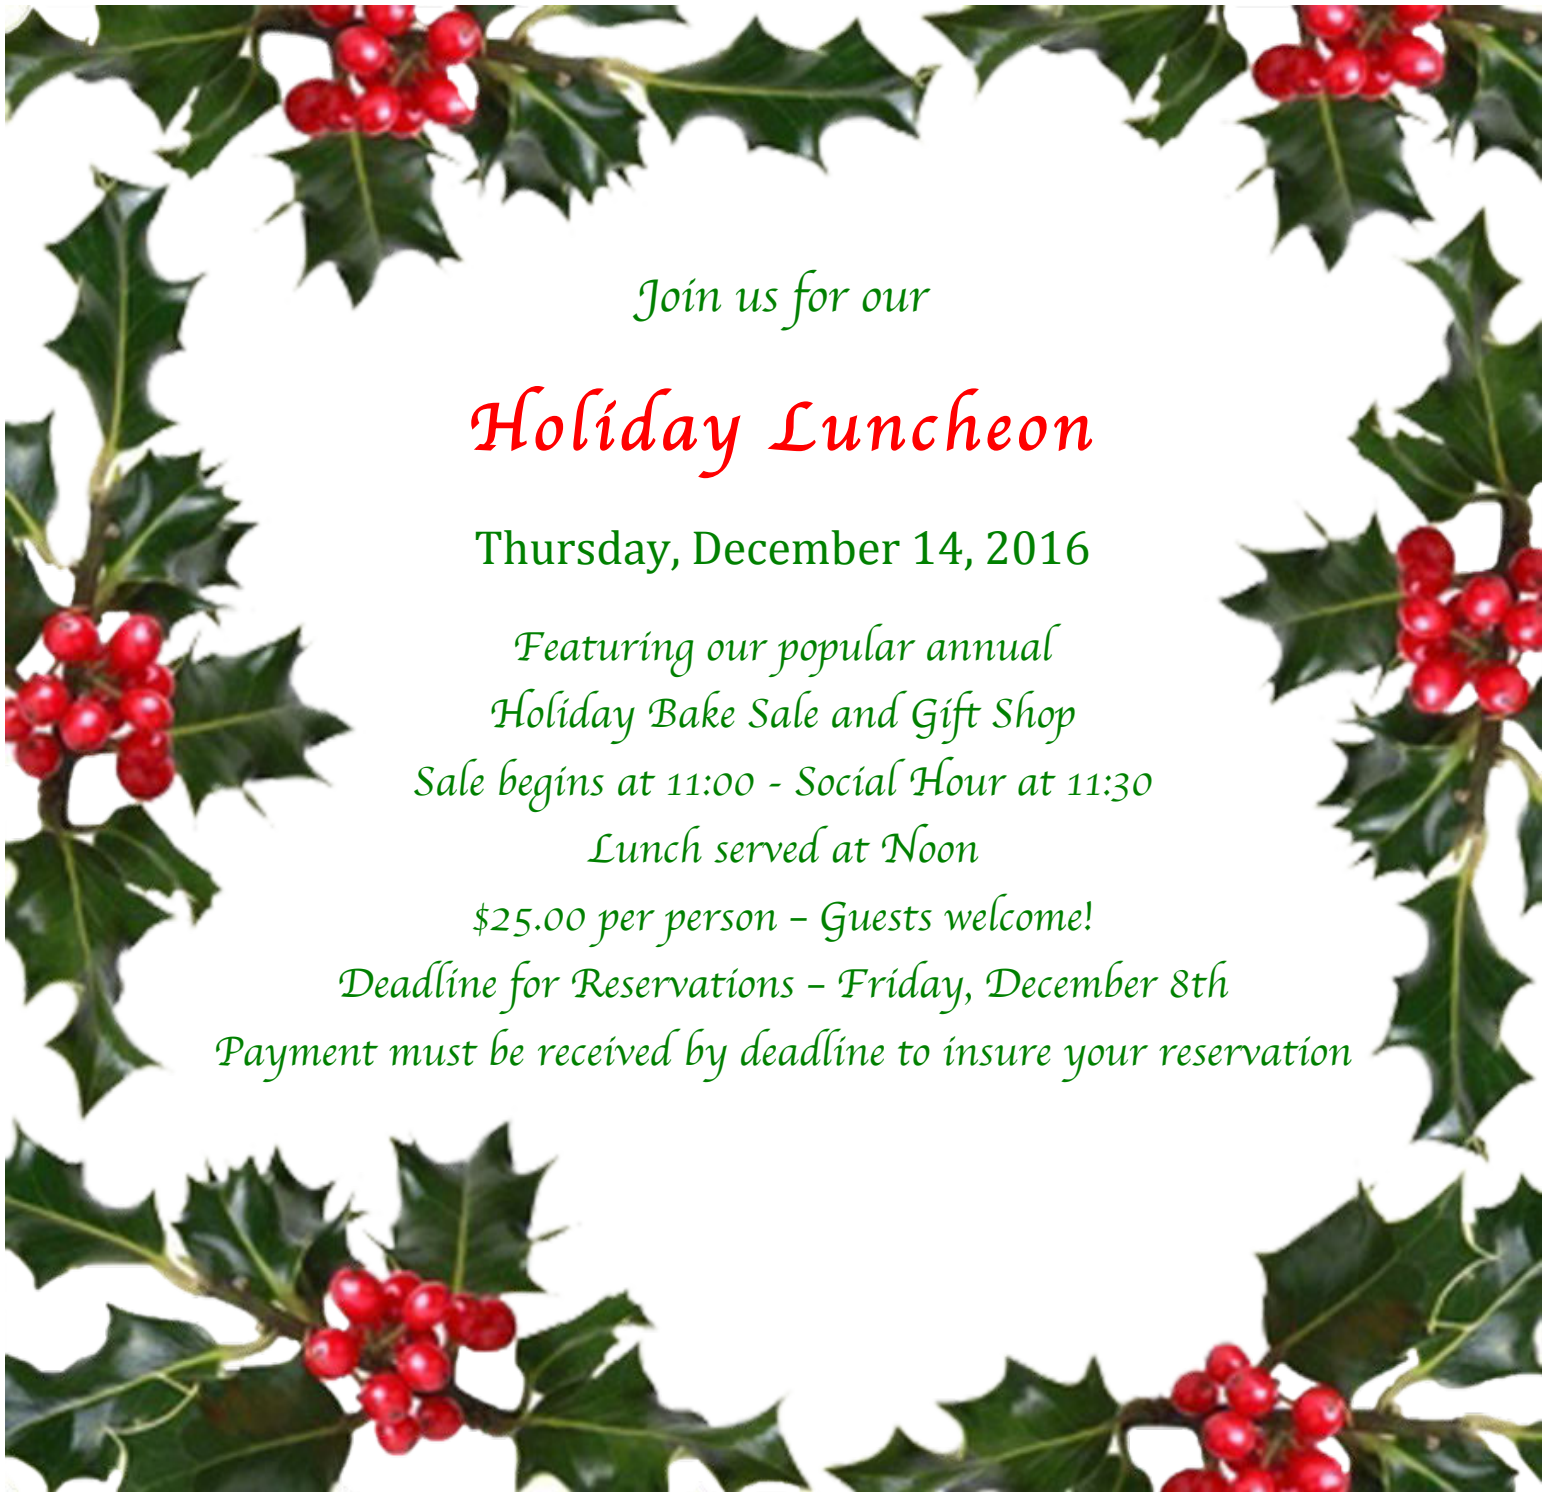 Join us for our
Holiday Luncheon
Thursday, December 14, 2016
Featuring our popular annual
Holiday Bake Sale and Gift Shop
Sale begins at 11:00 - Social Hour at 11:30
Lunch served at Noon
$25.00 per person – Guests welcome!
Deadline for Reservations – Friday, December 8th
Payment must be received by deadline to insure your reservation